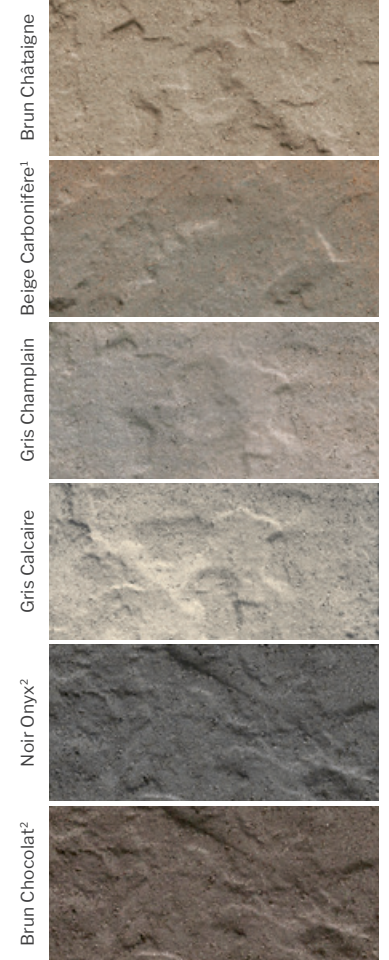 Brun Châtaigne
Beige Carbonifère¹
Gris Champlain
Gris Calcaire
Noir Onyx²
Brun Chocolat²